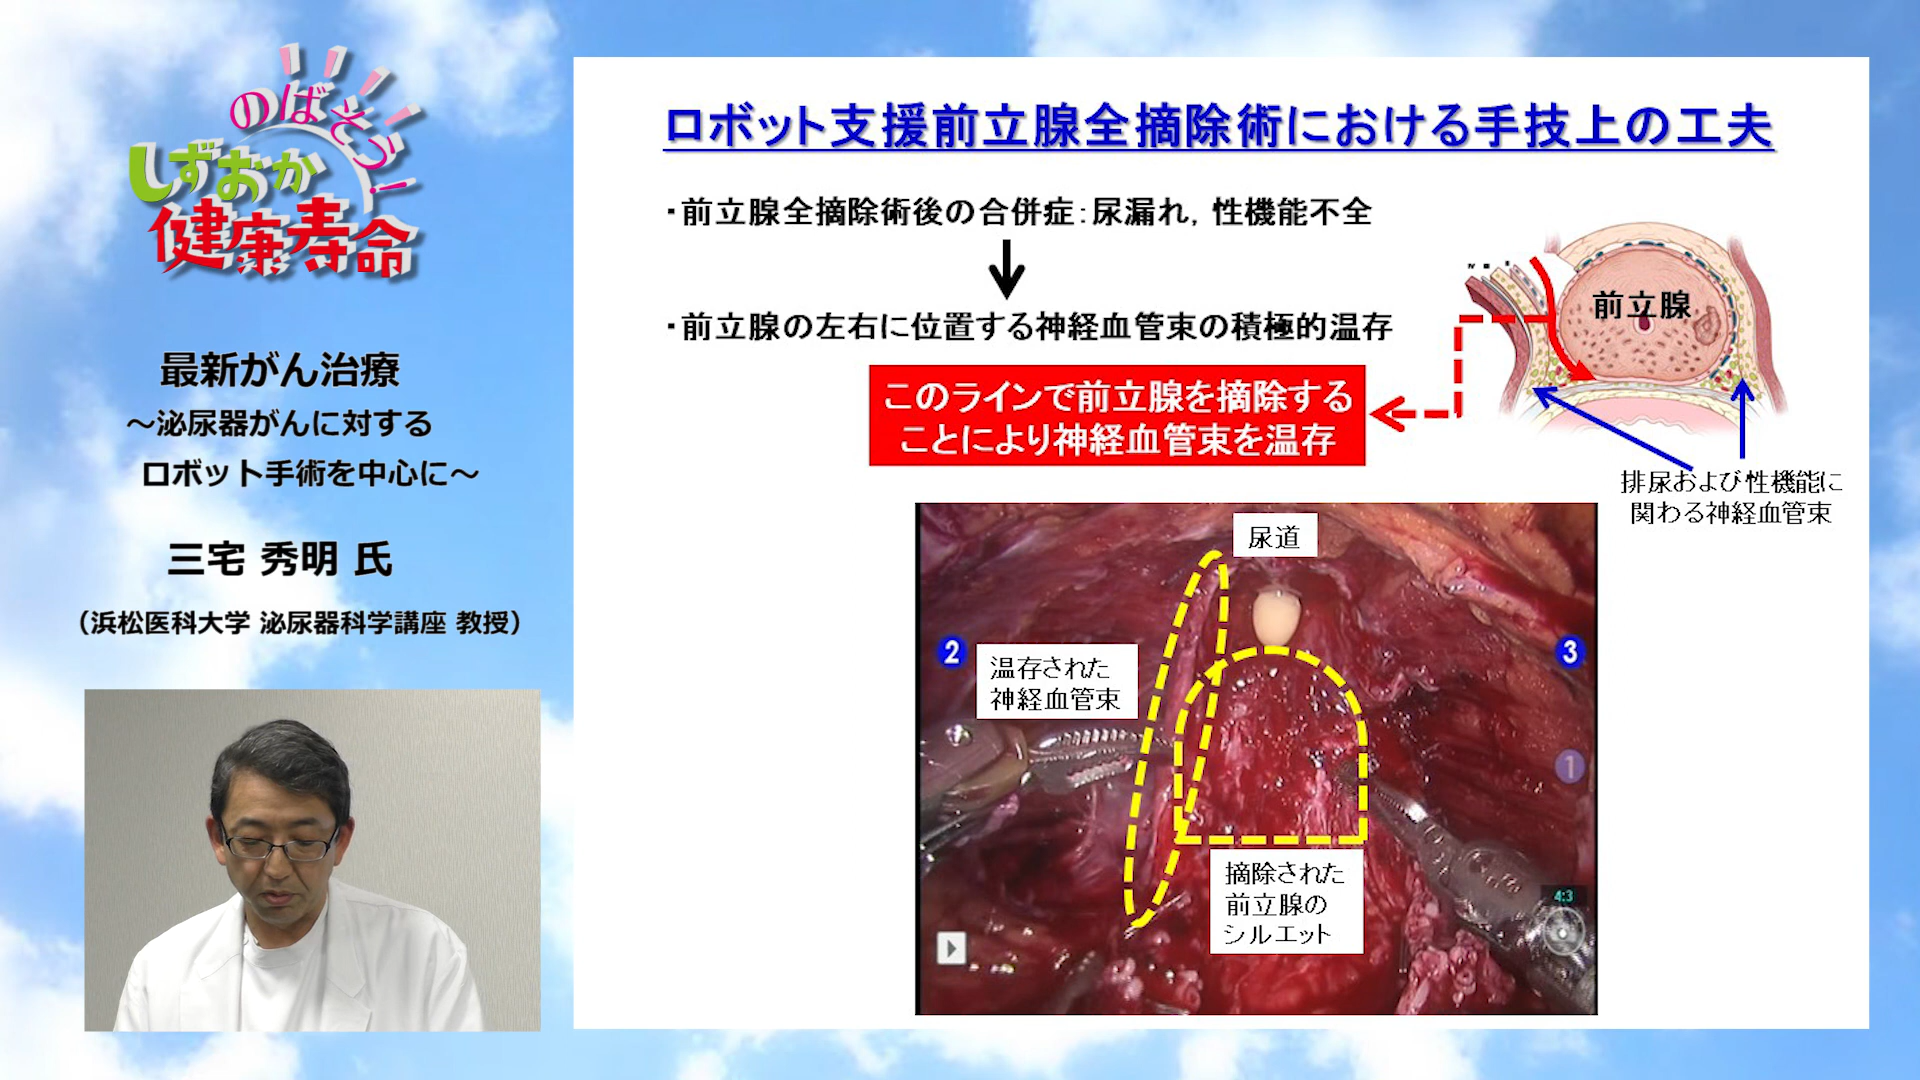 のばそう!
しずおか
健康寿命
最新がん治療
~泌尿器がんに対する
ロボット手術を中心に~
三宅 秀明 氏
(浜松医科大学 泌尿器科学講座 教授)
ロボット支援前立腺全摘除術における手技上の工夫
・前立腺全摘除術後の合併症:尿漏れ, 性機能不全
・前立腺の左右に位置する神経血管束の積極的温存
このラインで前立腺を摘除する
ことにより神経血管束を温存
前立腺
排尿および性機能に
関わる神経血管束
尿道
2
3
温存された
神経血管束
1
摘除された
前立腺の
シルエット
4:3